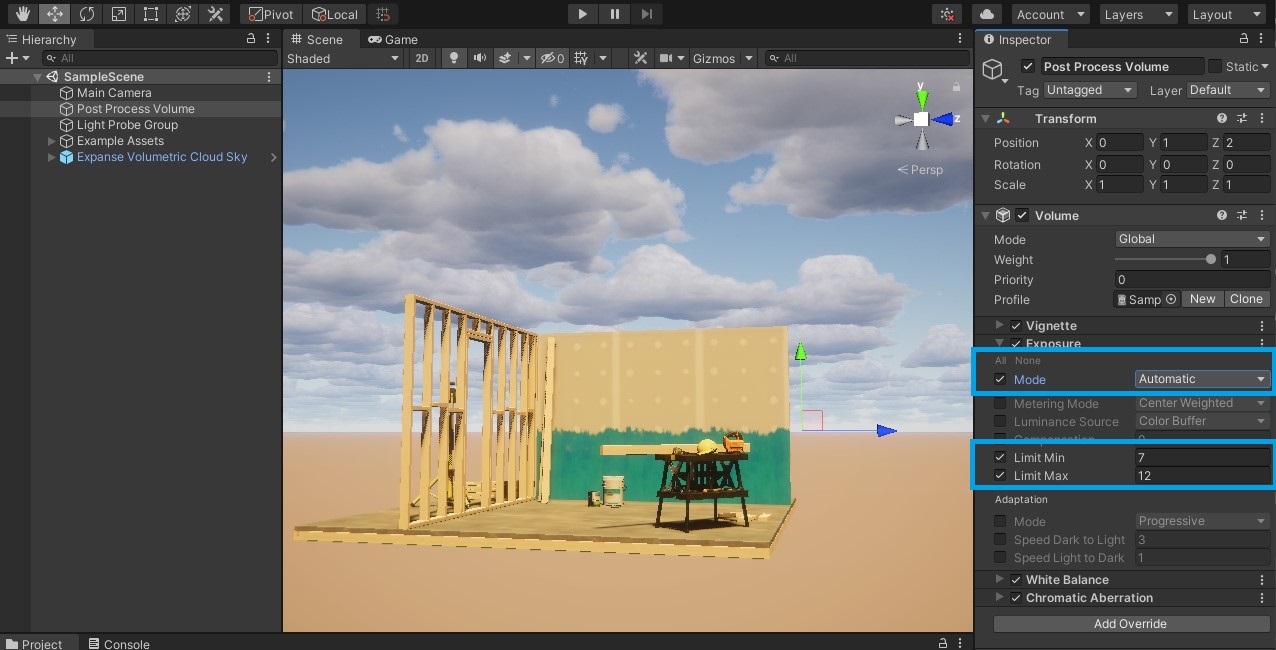 Pivot Local Account Layers Layout
Hierarchy
All
SampleScene
Main Camera
Post Process Volume
Light Probe Group
Example Assets
Expanse Volumetric Cloud Sky
Scene Game
Shaded 2D 0 Gizmos All
y
z
Persp
Inspector
Post Process Volume Static
Tag Untagged Layer Default
Transform
Position X 0 Y 1 Z 2
Rotation X 0 Y 0 Z 0
Scale X 1 Y 1 Z 1
Volume
Mode Global
Weight 1
Priority 0
Profile Samp New Clone
Vignette
Exposure
All None
Mode Automatic
Metering Mode Center Weighted
Luminance Source Color Buffer
Compensation 0
Limit Min 7
Limit Max 12
Adaptation
Mode Progressive
Speed Dark to Light 3
Speed Light to Dark 1
White Balance
Chromatic Aberration
Add Override
Project Console